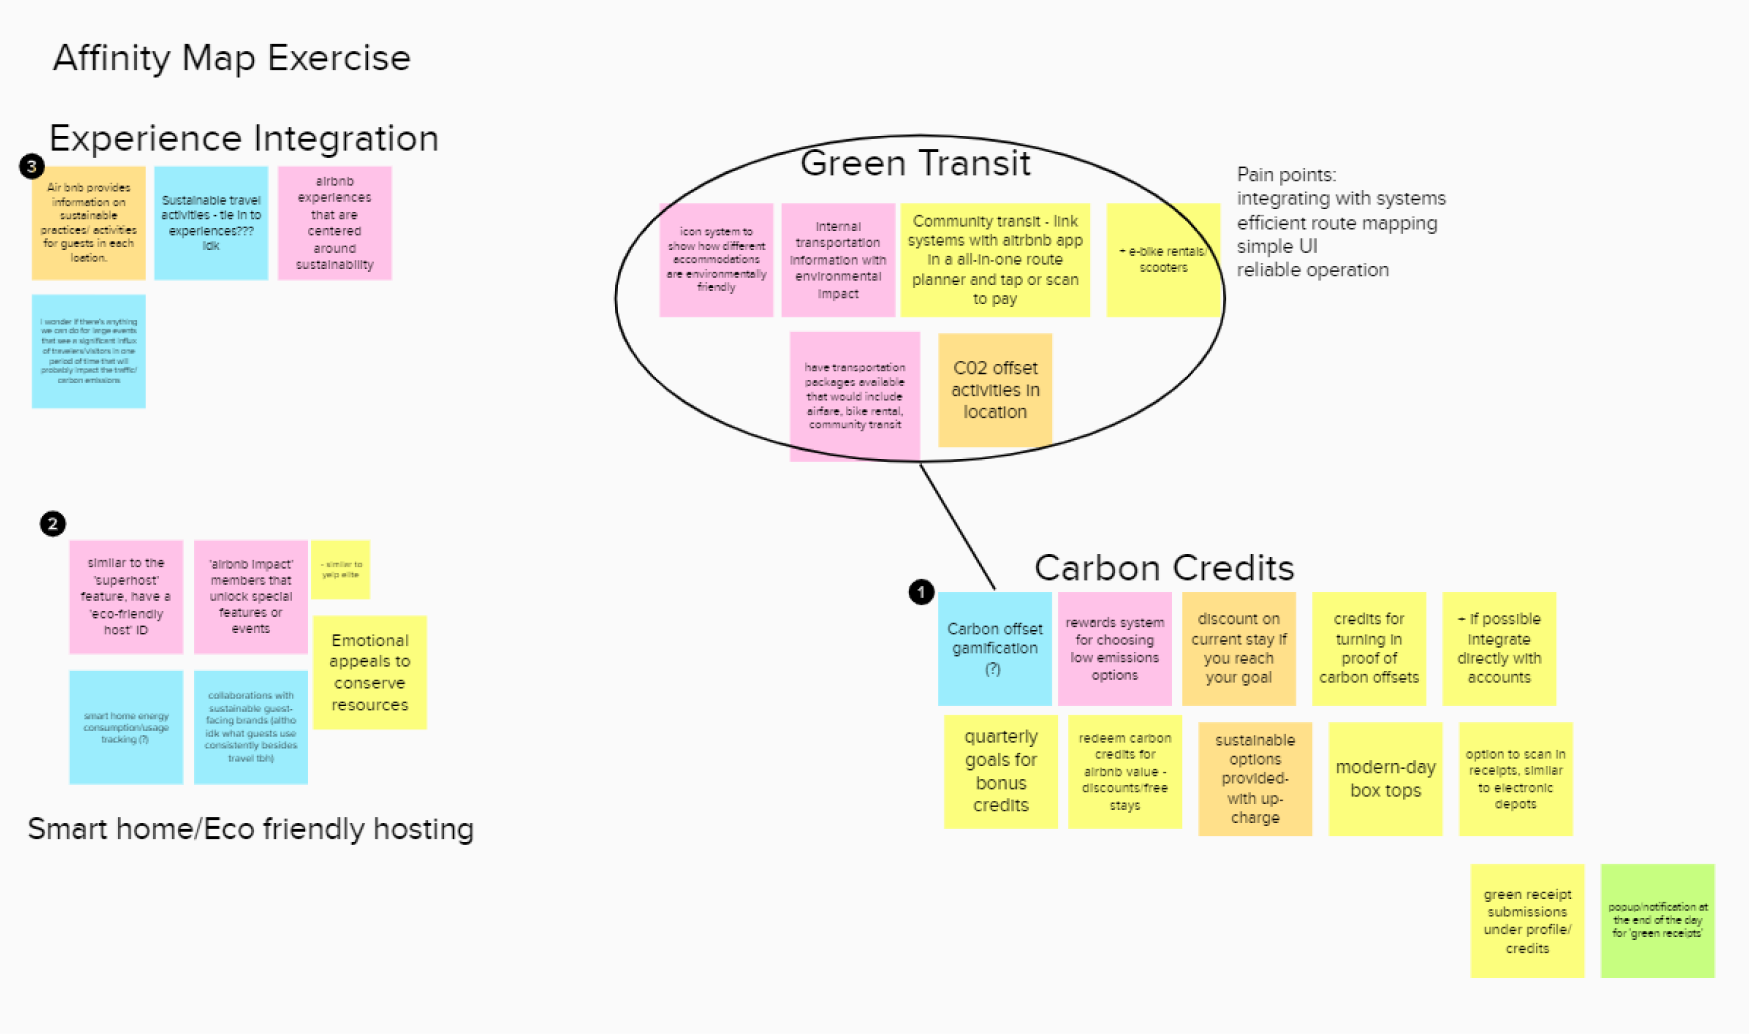 Affinity Map Exercise
Experience Integration
3
Air bnb provides
information on
sustainable
practices/ activities
for guests in each
loation.
Sustainable travel
activities - tie in to
experiences???
idk
airbnb
experiences
that are
centered
around
sustainability
I wonder if there's anything
we can do for large events
that see a significant influx
of travelers/visitors in one
period of time that will
probably impact the traffic/
carbon emissions
Green Transit
icon system to
show how different
accommodations
are environmentally
friendly
Internal
transportation
information with
environmental
impact
Community transit - link
systems with aitrbnb app
in a all-in-one route
planner and tap or scan
to pay
+ e-bike rentals/
scooters
have transportation
packages available
that would include
airfare, bike rental,
community transit
C02 offset
activities in
location
Pain points:
integrating with systems
efficient route mapping
simple UI
reliable operation
2
similar to the
'superhost'
feature, have a
'eco-friendly
host' ID
'airbnb impact'
members that
unlock special
features or
events
- similar to
yelp elite
Emotional
appeals to
conserve
resources
smart home energy
consumption/usage
tracking (?)
collaborations with
sustainable guest-
facing brands (altho
idk what guests use
consistently besides
travel tbh)
Smart home/Eco friendly hosting
Carbon Credits
1
Carbon offset
gamification
(?)
rewards system
for choosing
low emissions
options
discount on
current stay if
you reach
your goal
credits for
turning in
proof of
carbon offsets
+ if possible
integrate
directly with
accounts
quarterly
goals for
bonus
credits
redeem carbon
credits for
airbnb value -
discounts/free
stays
sustainable
options
provided-
with up-
charge
modern-day
box tops
option to scan in
receipts, similar
to electronic
depots
green receipt
submissions
under profile/
credits
popup/notification at
the end of the day
for 'green receipts'